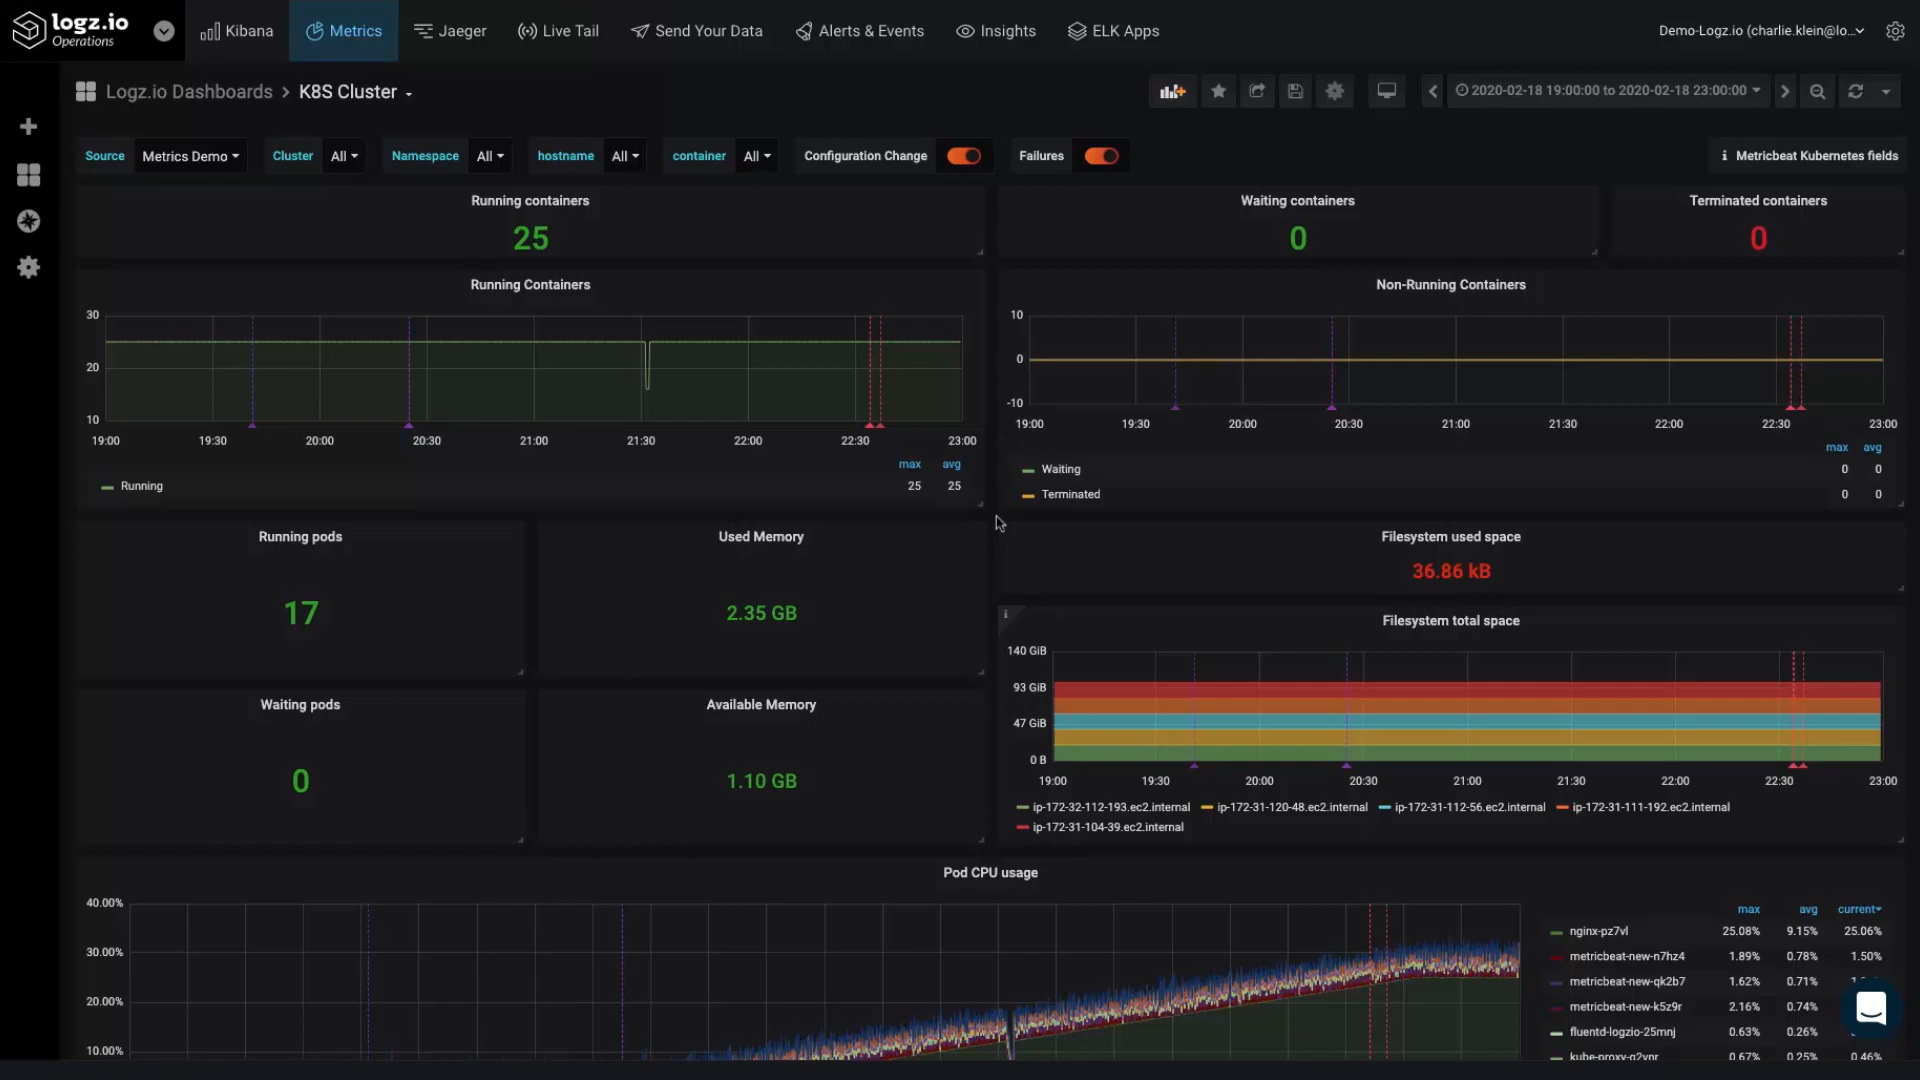 logz.io
Operations
Kibana
Metrics
Jaeger
Live Tail
Send Your Data
Alerts & Events
Insights
ELK Apps
Demo-Logz.io (charlie.klein@lo...
Logz.io Dashboards > K8S Cluster
2020-02-18 19:00:00 to 2020-02-18 23:00:00
Source Metrics Demo
Cluster All
Namespace All
hostname All
container All
Configuration Change
Failures
Metricbeat Kubernetes fields
Running containers
25
Waiting containers
0
Terminated containers
0
Running Containers
30
20
10
19:00 19:30 20:00 20:30 21:00 21:30 22:00 22:30 23:00
max avg
Running 25 25
Non-Running Containers
10
0
-10
19:00 19:30 20:00 20:30 21:00 21:30 22:00 22:30 23:00
max avg
Waiting 0 0
Terminated 0 0
Running pods
17
Used Memory
2.35 GB
Filesystem used space
36.86 kB
Waiting pods
0
Available Memory
1.10 GB
Filesystem total space
140 GiB
93 GiB
47 GiB
0 B
19:00 19:30 20:00 20:30 21:00 21:30 22:00 22:30 23:00
ip-172-32-112-193.ec2.internal ip-172-31-120-48.ec2.internal ip-172-31-112-56.ec2.internal ip-172-31-111-192.ec2.internal
ip-172-31-104-39.ec2.internal
Pod CPU usage
40.00%
30.00%
20.00%
10.00%
max avg current
nginx-pz7vl 25.08% 9.15% 25.06%
metricbeat-new-n7hz4 1.89% 0.78% 1.50%
metricbeat-new-qk2b7 1.62% 0.71%
metricbeat-new-k5z9r 2.16% 0.74%
fluentd-logzio-25mnj 0.63% 0.26%
0.67% 0.25% 0.46%